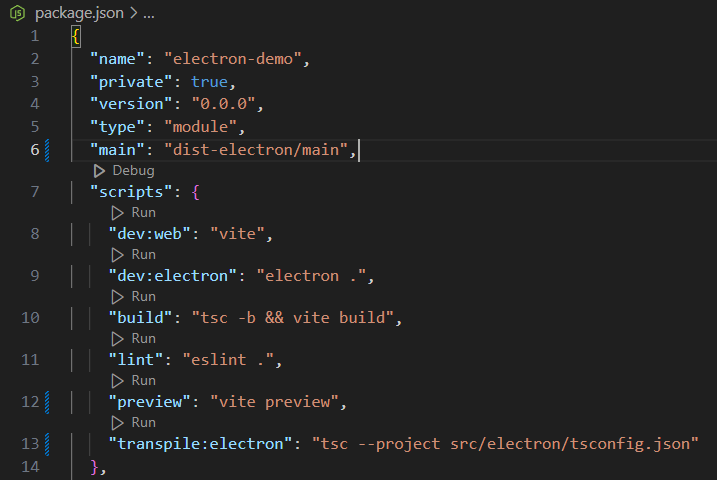 package.json > ...
1 {
2 "name": "electron-demo",
3 "private": true,
4 "version": "0.0.0",
5 "type": "module",
6 "main": "dist-electron/main",
Debug
7 "scripts": {
Run
8 "dev:web": "vite",
Run
9 "dev:electron": "electron .",
Run
10 "build": "tsc -b && vite build",
Run
11 "lint": "eslint .",
Run
12 "preview": "vite preview",
Run
13 "transpile:electron": "tsc --project src/electron/tsconfig.json"
14 },